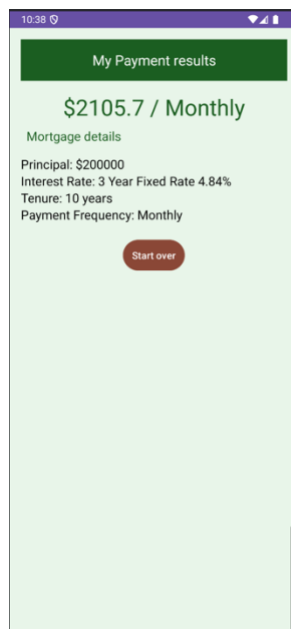 10:38
My Payment results
$2105.7 / Monthly
Mortgage details
Principal: $200000
Interest Rate: 3 Year Fixed Rate 4.84%
Tenure: 10 years
Payment Frequency: Monthly
Start over